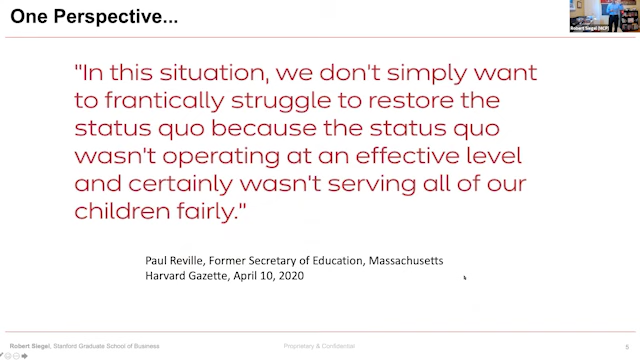 One Perspective...
Robert Siegel (NCP)
"In this situation, we don't simply want
to frantically struggle to restore the
status quo because the status quo
wasn't operating at an effective level
and certainly wasn't serving all of our
children fairly."
Paul Reville, Former Secretary of Education, Massachusetts
Harvard Gazette, April 10, 2020
Robert Siegel, Stanford Graduate School of Business
Proprietary & Confidential
5